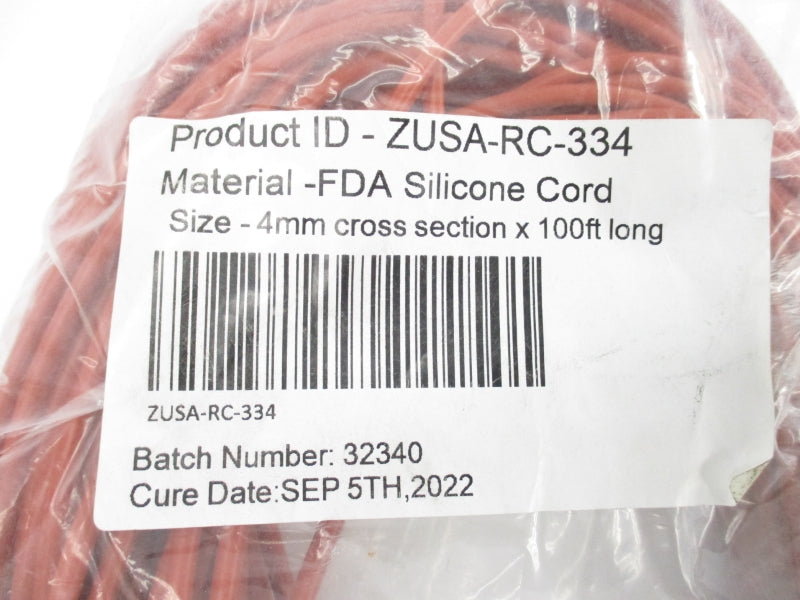 Product ID - ZUSA-RC-334
Material -FDA Silicone Cord
Size - 4mm cross section x 100ft long
ZUSA-RC-334
Batch Number: 32340
Cure Date:SEP 5TH,2022